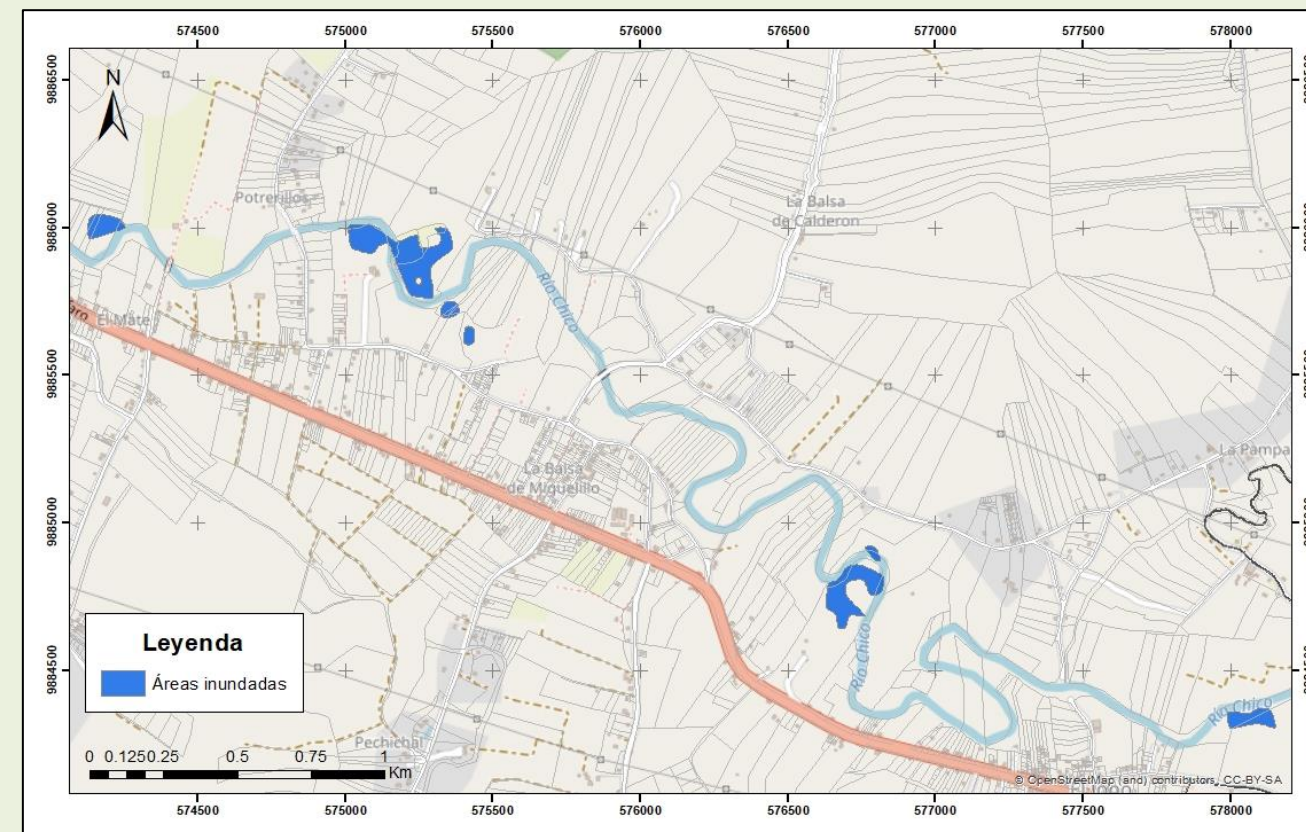 574500 575000 575500 576000 576500 577000 577500 578000
9886500
N
Potrerillos
La Balsa
de Calderon
9886000
Río Chico
El Mate
9885500
La Pampa
La Balsa
de Miguelillo
9885000
Río Chico
Leyenda
Áreas inundadas
9884500
Río Chico
Pechichal
0 0.125 0.25 0.5 0.75 1
Km
© OpenStreetMap (and) contributors, CC-BY-SA
574500 575000 575500 576000 576500 577000 577500 578000